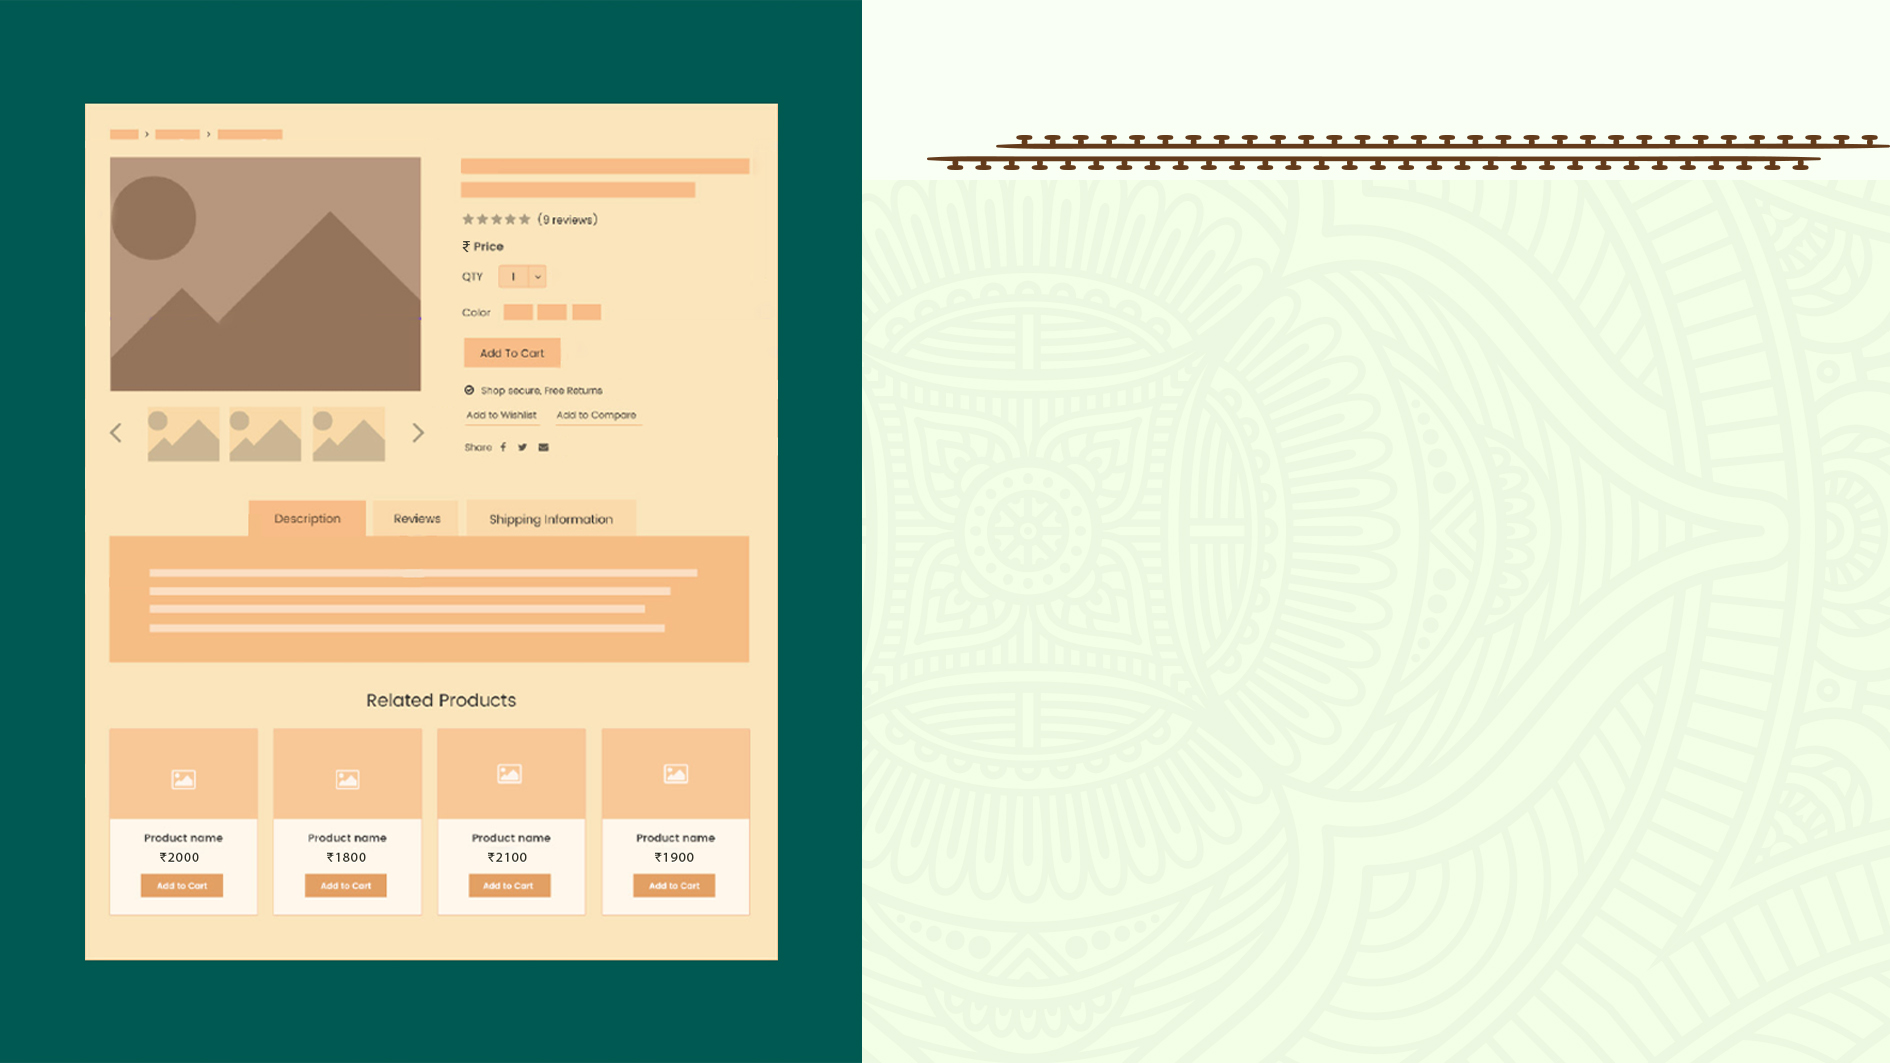 (9 reviews)
₹ Price
QTY 1
Color
Add To Cart
Shop secure, Free Returns
Add to Wishlist Add to Compare
Share
Description Reviews Shipping Information
Related Products
Product name Product name Product name Product name
₹2000 ₹1800 ₹2100 ₹1900
Add to Cart Add to Cart Add to Cart Add to Cart